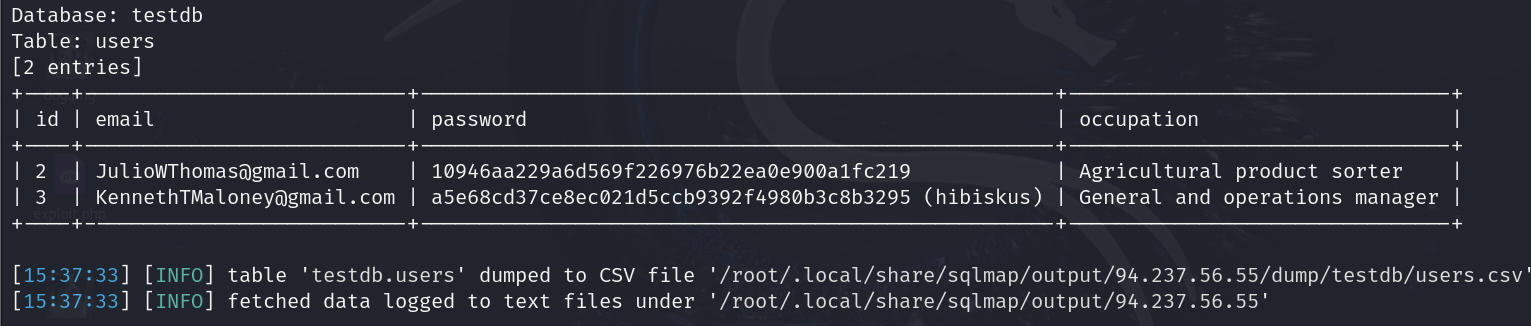 Database: testdb
Table: users
[2 entries]
+----+---------------------------+-----------------------------------------------------+--------------------------------+
| id | email | password | occupation |
+----+---------------------------+-----------------------------------------------------+--------------------------------+
| 2 | JulioWThomas@gmail.com | 10946aa229a6d569f226976b22ea0e900a1fc219 | Agricultural product sorter |
| 3 | KennethTMaloney@gmail.com | a5e68cd37ce8ec021d5ccb9392f4980b3c8b3295 (hibiskus) | General and operations manager |
+----+---------------------------+-----------------------------------------------------+--------------------------------+
exploit.php
[15:37:33] [INFO] table 'testdb.users' dumped to CSV file '/root/.local/share/sqlmap/output/94.237.56.55/dump/testdb/users.csv'
[15:37:33] [INFO] fetched data logged to text files under '/root/.local/share/sqlmap/output/94.237.56.55'